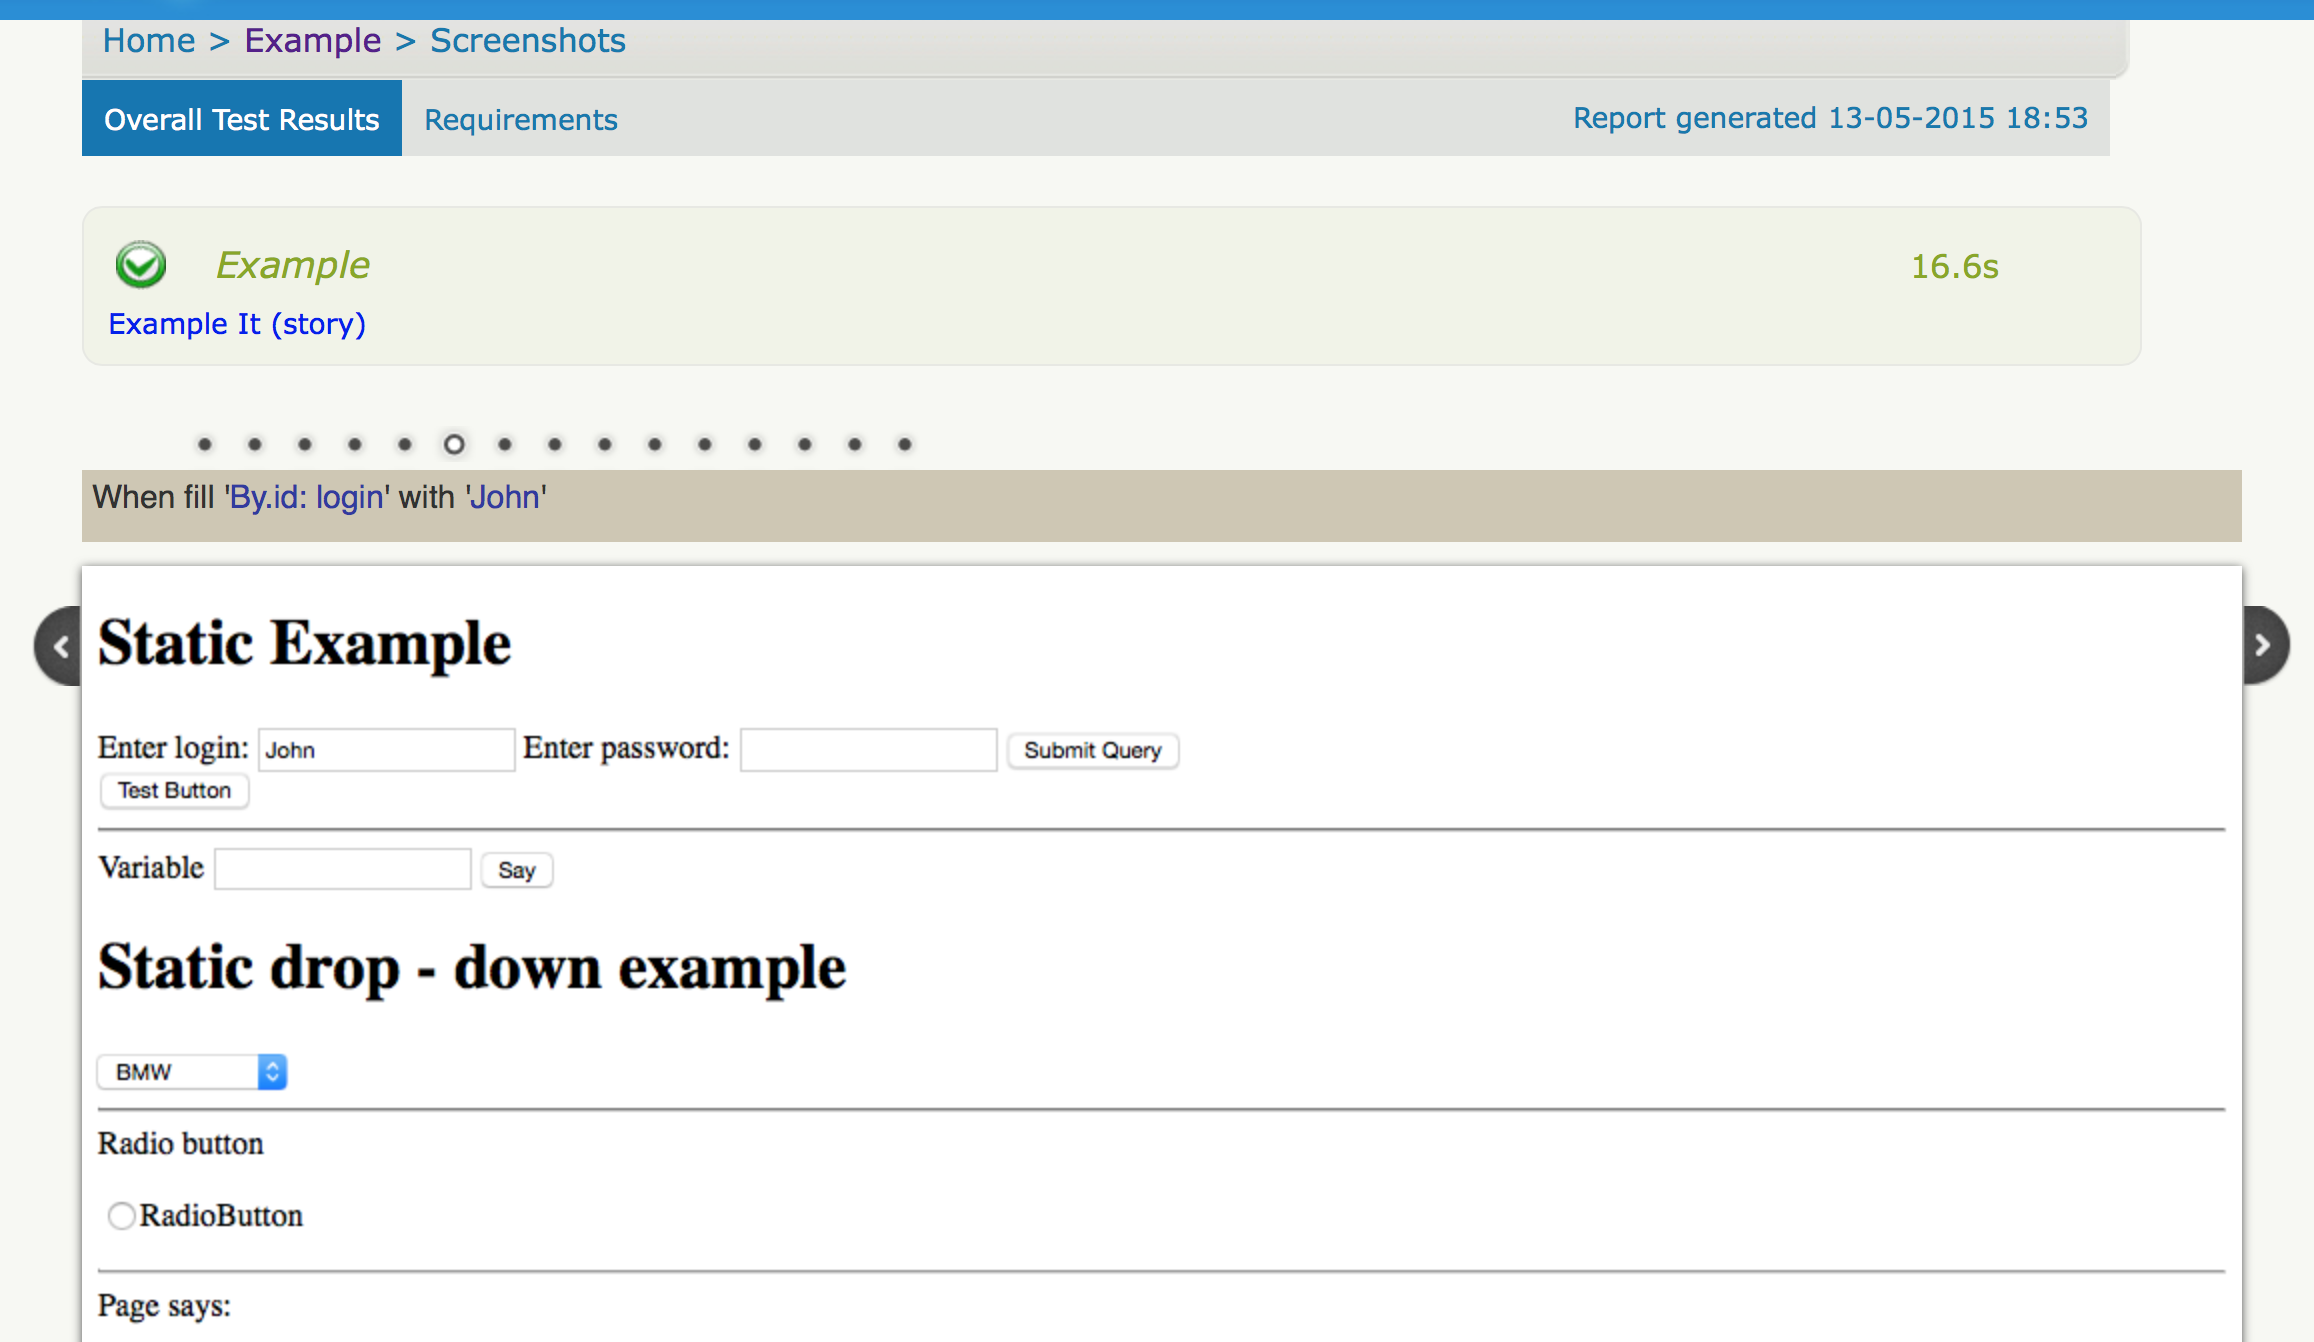 Home > Example > Screenshots
Overall Test Results Requirements Report generated 13-05-2015 18:53
Example 16.6s
Example It (story)
When fill 'By.id: login' with 'John'
Static Example
Enter login: John Enter password: Submit Query
Test Button
Variable Say
Static drop - down example
BMW
Radio button
RadioButton
Page says: